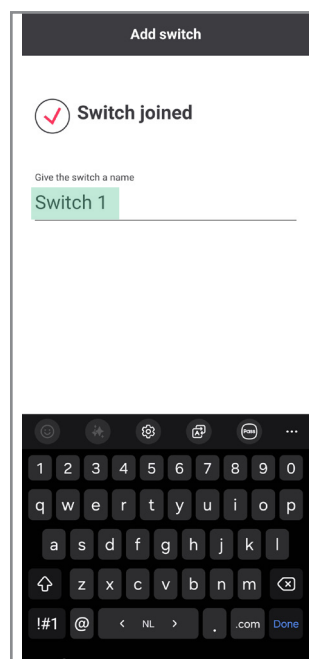 Add switch
Switch joined
Give the switch a name
Switch 1
Pass
1 2 3 4 5 6 7 8 9 0
q w e r t y u i o p
a s d f g h j k l
z x c v b n m
!#1 @ < NL > . .com Done